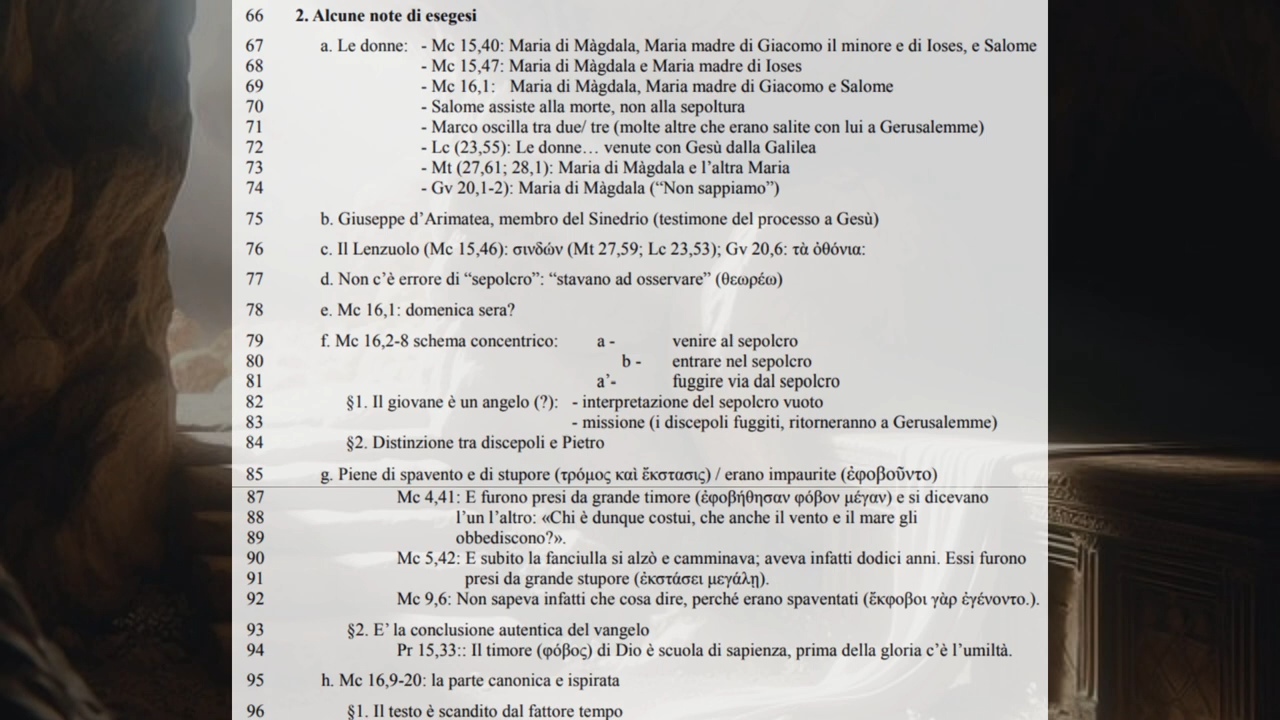 66 2. Alcune note di esegesi
67 a. Le donne: - Mc 15,40: Maria di Màgdala, Maria madre di Giacomo il minore e di Ioses, e Salome
68 - Mc 15,47: Maria di Màgdala e Maria madre di Ioses
69 - Mc 16,1: Maria di Màgdala, Maria madre di Giacomo e Salome
70 - Salome assiste alla morte, non alla sepoltura
71 - Marco oscilla tra due/ tre (molte altre che erano salite con lui a Gerusalemme)
72 - Lc (23,55): Le donne… venute con Gesù dalla Galilea
73 - Mt (27,61; 28,1): Maria di Màgdala e l’altra Maria
74 - Gv 20,1-2): Maria di Màgdala (“Non sappiamo”)
75 b. Giuseppe d’Arimatea, membro del Sinedrio (testimone del processo a Gesù)
76 c. Il Lenzuolo (Mc 15,46): σινδών (Mt 27,59; Lc 23,53); Gv 20,6: τὰ ὀθόνια:
77 d. Non c’è errore di “sepolcro”: “stavano ad osservare” (θεωρέω)
78 e. Mc 16,1: domenica sera?
79 f. Mc 16,2-8 schema concentrico: a - venire al sepolcro
80 b - entrare nel sepolcro
81 a’- fuggire via dal sepolcro
82 §1. Il giovane è un angelo (?): - interpretazione del sepolcro vuoto
83 - missione (i discepoli fuggiti, ritorneranno a Gerusalemme)
84 §2. Distinzione tra discepoli e Pietro
85 g. Piene di spavento e di stupore (τρόμος καὶ ἔκστασις) / erano impaurite (ἐφοβοῦντο)
87 Mc 4,41: E furono presi da grande timore (ἐφοβήθησαν φόβον μέγαν) e si dicevano
88 l’un l’altro: «Chi è dunque costui, che anche il vento e il mare gli
89 obbediscono?».
90 Mc 5,42: E subito la fanciulla si alzò e camminava; aveva infatti dodici anni. Essi furono
91 presi da grande stupore (ἐκστάσει μεγάλῃ).
92 Mc 9,6: Non sapeva infatti che cosa dire, perché erano spaventati (ἔκφοβοι γὰρ ἐγένοντο.).
93 §2. E’ la conclusione autentica del vangelo
94 Pr 15,33:: Il timore (φόβος) di Dio è scuola di sapienza, prima della gloria c’è l’umiltà.
95 h. Mc 16,9-20: la parte canonica e ispirata
96 §1. Il testo è scandito dal fattore tempo